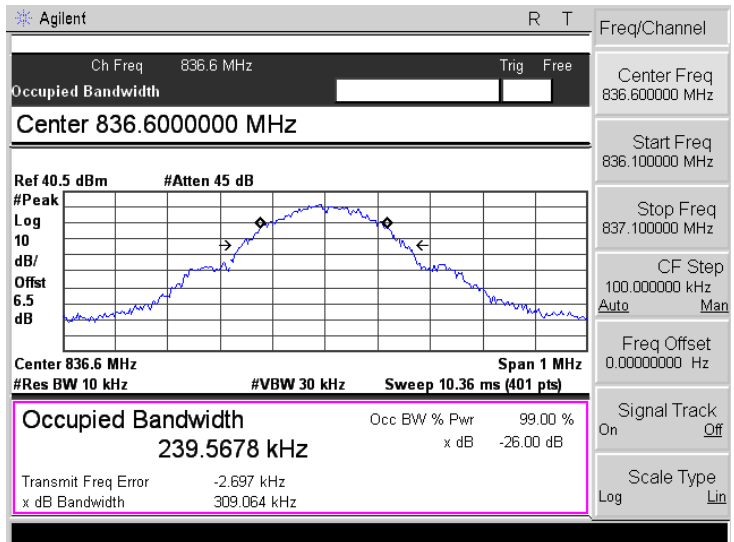 Agilent R T
Freq/Channel
Ch Freq 836.6 MHz Trig Free
Occupied Bandwidth
Center 836.6000000 MHz
Ref 40.5 dBm #Atten 45 dB
#Peak
Log
10
dB/
Offst
6.5
dB
Center 836.6 MHz Span 1 MHz
#Res BW 10 kHz #VBW 30 kHz Sweep 10.36 ms (401 pts)
Occupied Bandwidth
239.5678 kHz
Occ BW % Pwr 99.00 %
x dB -26.00 dB
Transmit Freq Error -2.697 kHz
x dB Bandwidth 309.064 kHz
Center Freq
836.600000 MHz
Start Freq
836.100000 MHz
Stop Freq
837.100000 MHz
CF Step
100.000000 kHz
Auto Man
Freq Offset
0.00000000 Hz
Signal Track
On Off
Scale Type
Log Lin